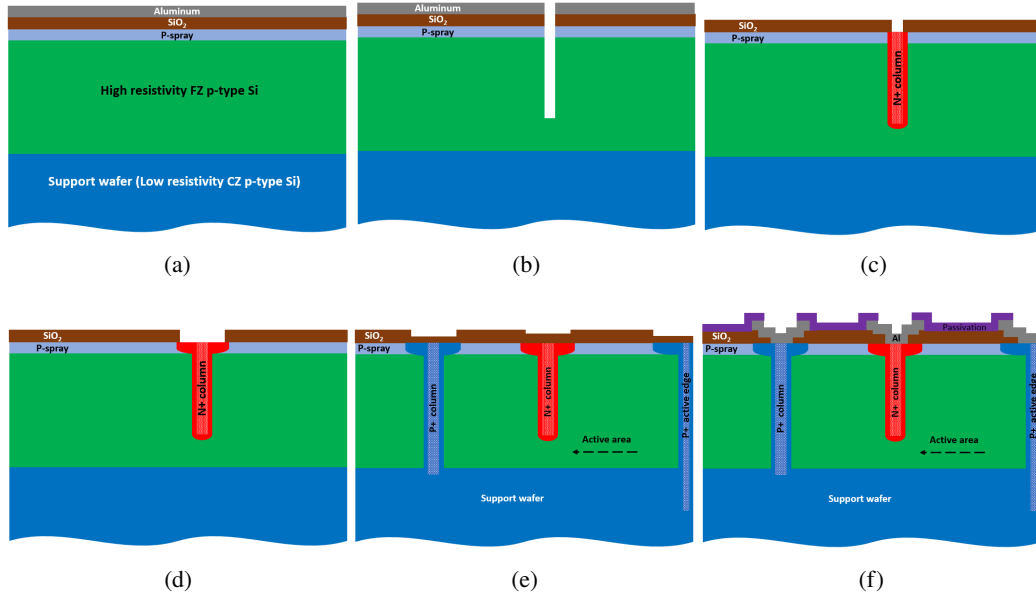 Aluminum
SiO₂
P-spray
High resistivity FZ p-type Si
Support wafer (Low resistivity CZ p-type Si)
(a)
Aluminum
SiO₂
P-spray
(b)
SiO₂
P-spray
N+ column
(c)
SiO₂
P-spray
N+ column
(d)
SiO₂
P-spray
P+ column
N+ column
P+ active edge
Active area
Support wafer
(e)
Passivation
SiO₂
Al
P-spray
P+ column
N+ column
P+ active edge
Active area
Support wafer
(f)